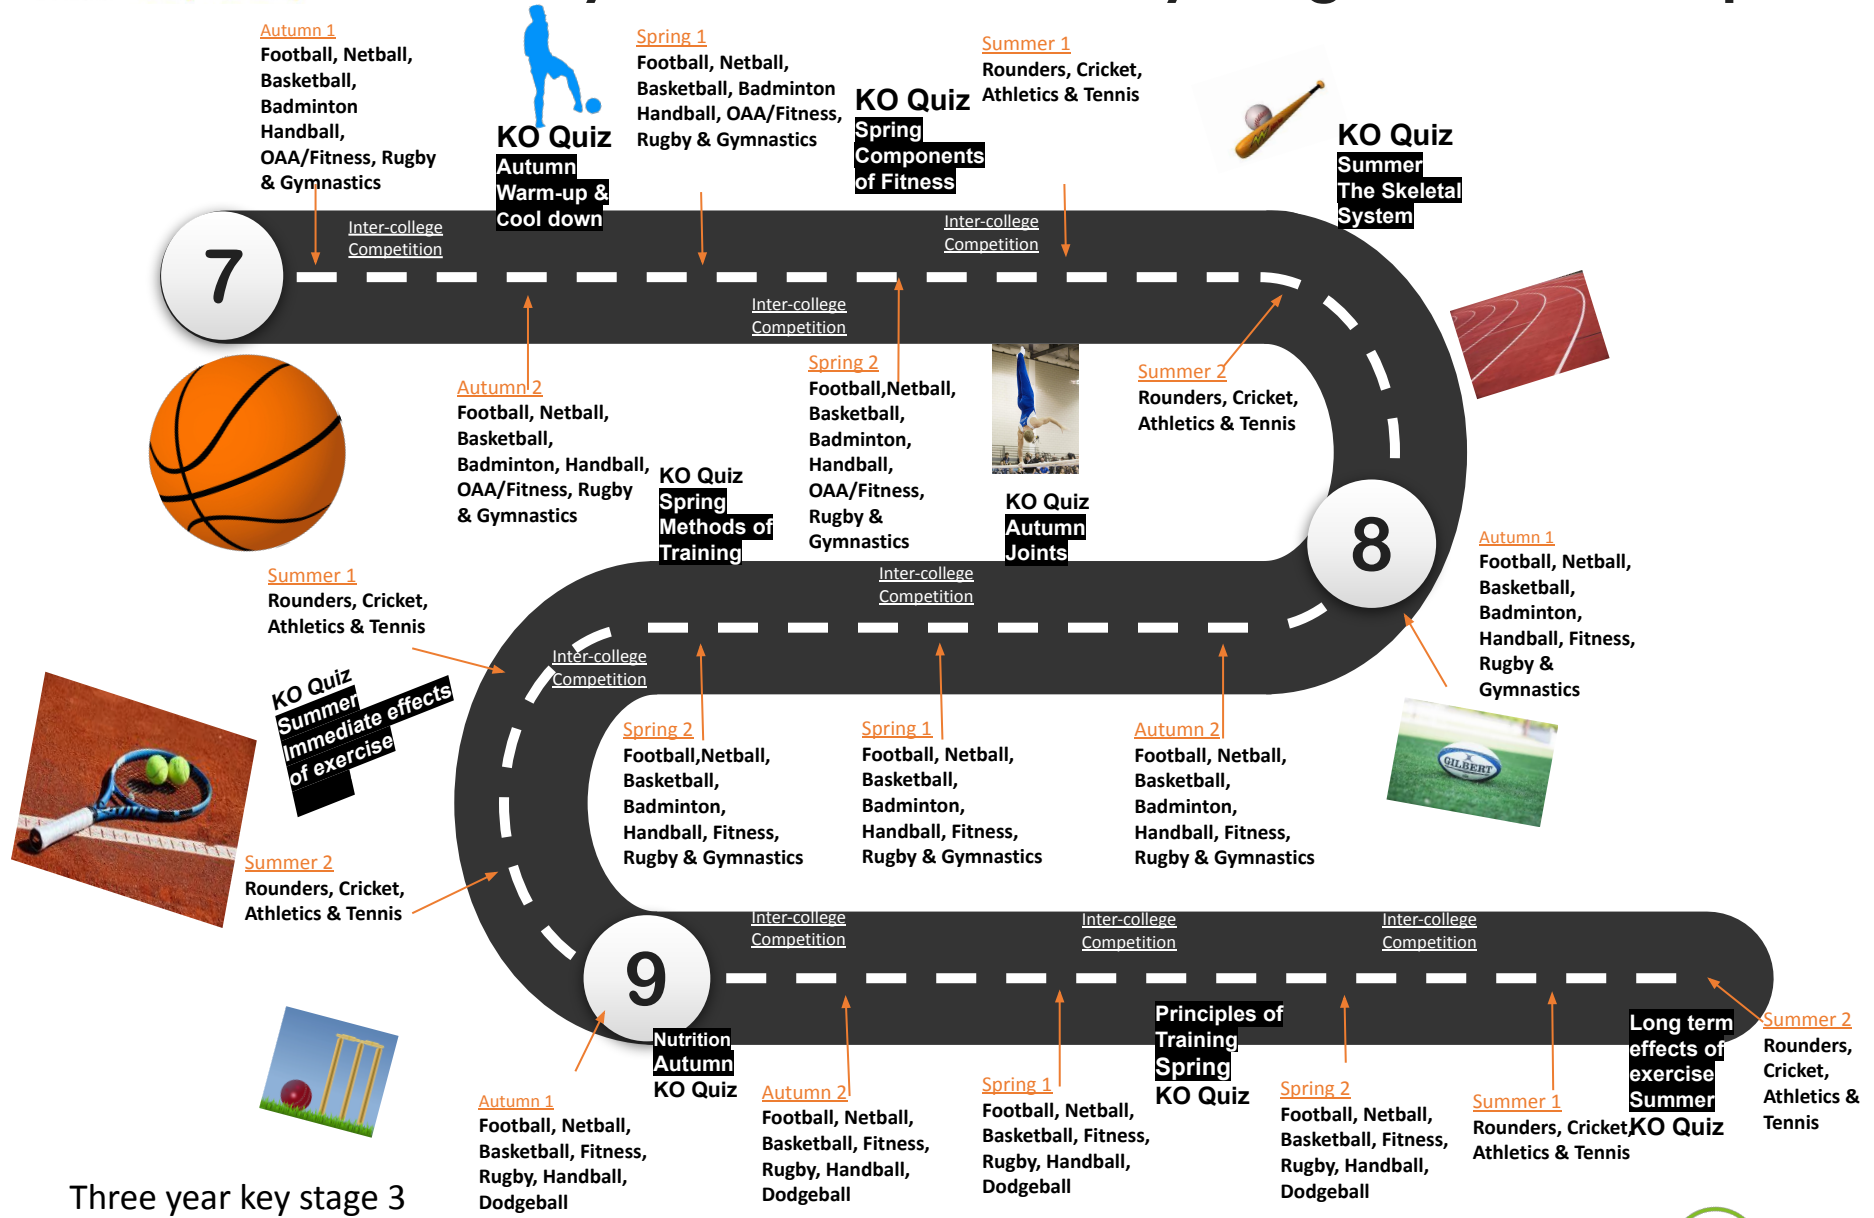 Autumn 1
Football, Netball,
Basketball,
Badminton
Handball,
OAA/Fitness, Rugby
& Gymnastics
KO Quiz
Autumn
Warm-up &
Cool down
Spring 1
Football, Netball,
Basketball, Badminton
Handball, OAA/Fitness,
Rugby & Gymnastics
KO Quiz
Spring
Components
of Fitness
Summer 1
Rounders, Cricket,
Athletics & Tennis
KO Quiz
Summer
The Skeletal
System
7
Inter-college
Competition
Inter-college
Competition
Inter-college
Competition
Autumn 2
Football, Netball,
Basketball,
Badminton, Handball,
OAA/Fitness, Rugby
& Gymnastics
Spring 2
Football,Netball,
Basketball,
Badminton,
Handball,
OAA/Fitness,
Rugby &
Gymnastics
Summer 2
Rounders, Cricket,
Athletics & Tennis
KO Quiz
Spring
Methods of
Training
KO Quiz
Autumn
Joints
8
Autumn 1
Football, Netball,
Basketball,
Badminton,
Handball, Fitness,
Rugby &
Gymnastics
GILBERT
Inter-college
Competition
Inter-college
Competition
Summer 1
Rounders, Cricket,
Athletics & Tennis
KO Quiz
Summer
Immediate effects
of exercise
Spring 2
Football,Netball,
Basketball,
Badminton,
Handball, Fitness,
Rugby & Gymnastics
Spring 1
Football, Netball,
Basketball,
Badminton,
Handball, Fitness,
Rugby & Gymnastics
Autumn 2
Football, Netball,
Basketball,
Badminton,
Handball, Fitness,
Rugby & Gymnastics
Summer 2
Rounders, Cricket,
Athletics & Tennis
9
Inter-college
Competition
Inter-college
Competition
Inter-college
Competition
Nutrition
Autumn
KO Quiz
Principles of
Training
Spring
KO Quiz
Long term
effects of
exercise
Summer
KO Quiz
Autumn 1
Football, Netball,
Basketball, Fitness,
Rugby, Handball,
Dodgeball
Autumn 2
Football, Netball,
Basketball, Fitness,
Rugby, Handball,
Dodgeball
Spring 1
Football, Netball,
Basketball, Fitness,
Rugby, Handball,
Dodgeball
Spring 2
Football, Netball,
Basketball, Fitness,
Rugby, Handball,
Dodgeball
Summer 1
Rounders, Cricket,
Athletics & Tennis
Summer 2
Rounders,
Cricket,
Athletics &
Tennis
Three year key stage 3